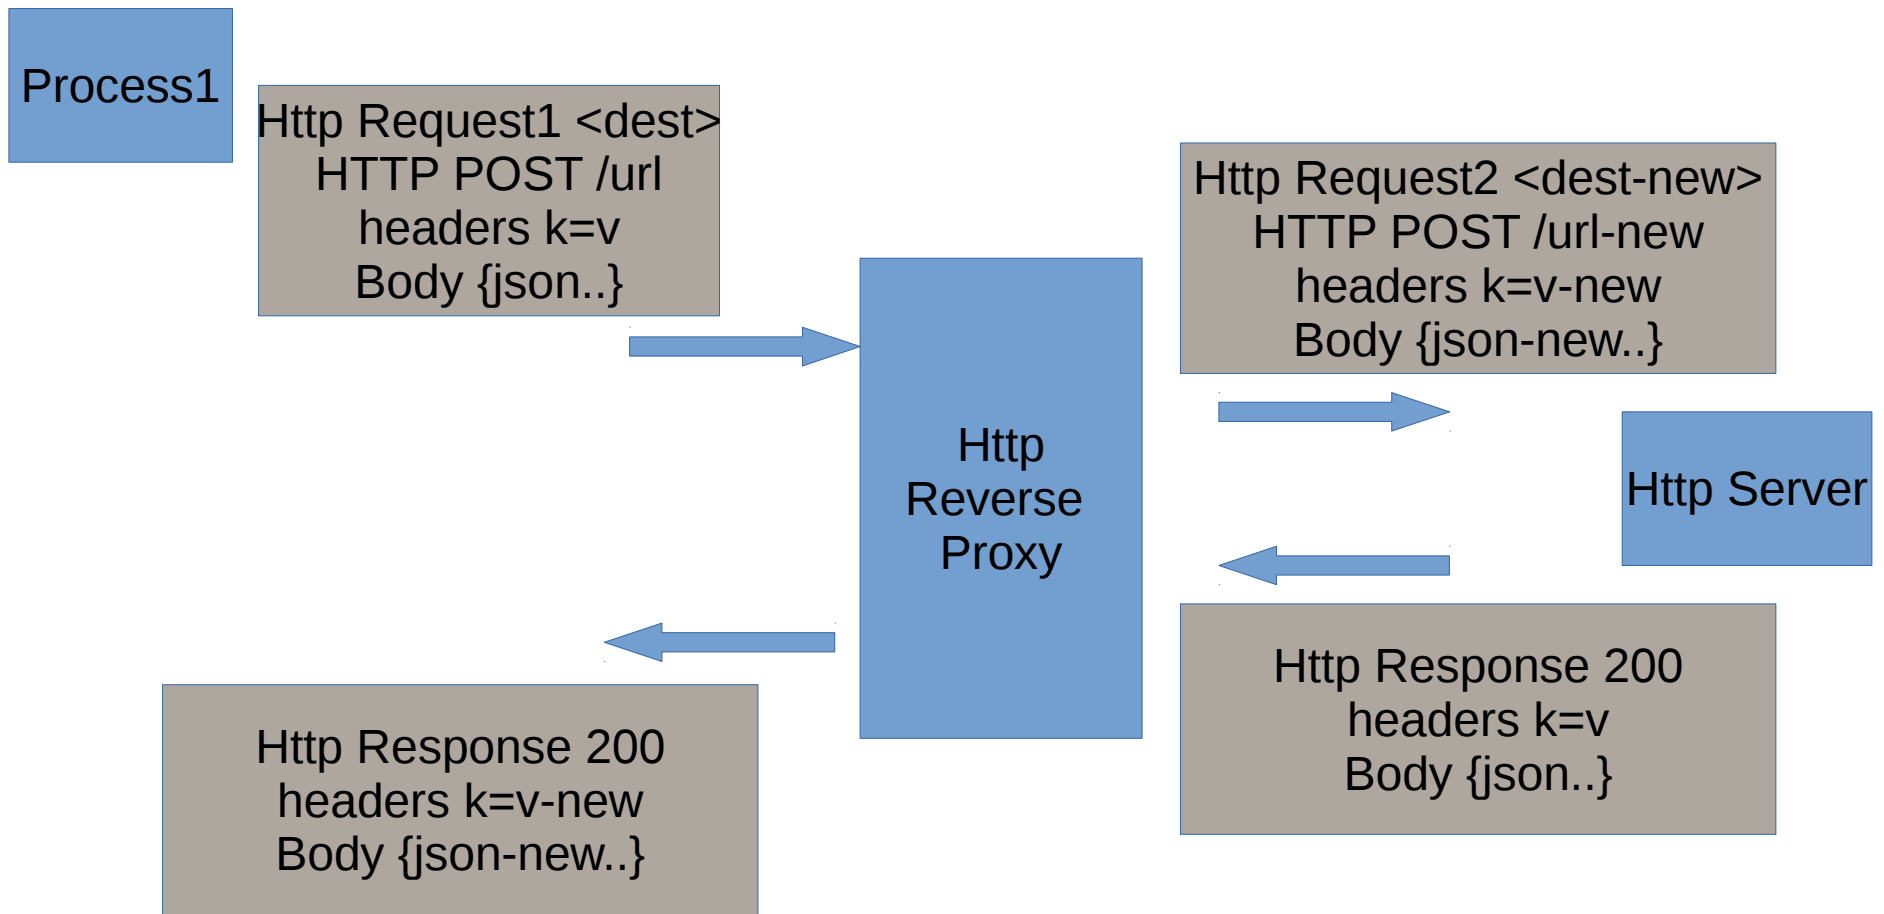 Process1
Http Request1 <dest>
HTTP POST /url
headers k=v
Body {json..}
Http Request2 <dest-new>
HTTP POST /url-new
headers k=v-new
Body {json-new..}
Http
Reverse
Proxy
Http Server
Http Response 200
headers k=v
Body {json..}
Http Response 200
headers k=v-new
Body {json-new..}